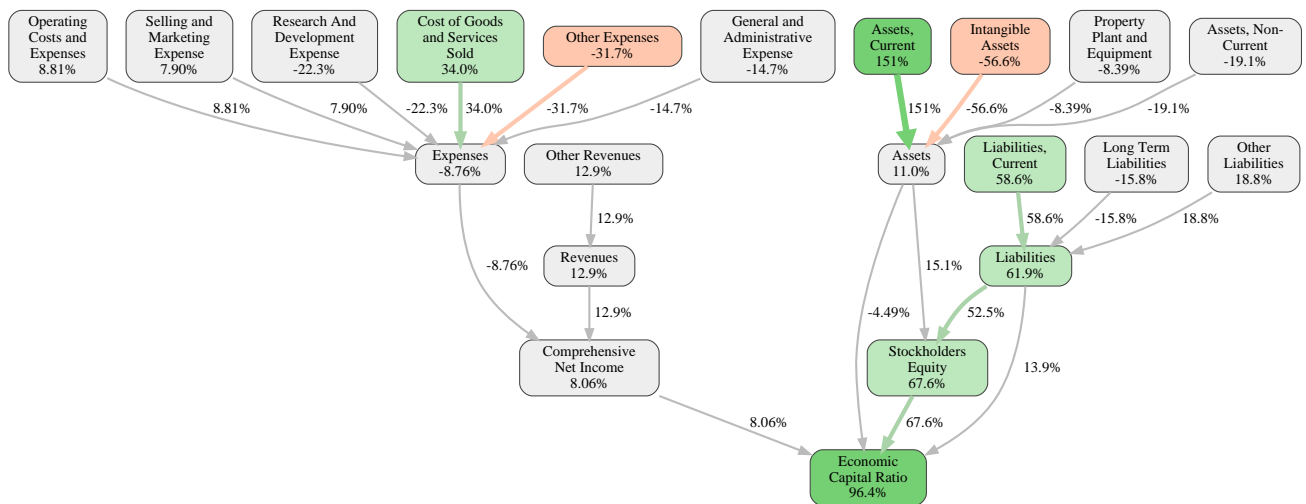 Operating
Costs and
Expenses
8.81%
Selling and
Marketing
Expense
7.90%
Research And
Development
Expense
-22.3%
Cost of Goods
and Services
Sold
34.0%
Other Expenses
-31.7%
General and
Administrative
Expense
-14.7%
Assets,
Current
151%
Intangible
Assets
-56.6%
Property
Plant and
Equipment
-8.39%
Assets, Non-
Current
-19.1%
8.81%
7.90%
-22.3%
34.0%
-31.7%
-14.7%
151%
-56.6%
-8.39%
-19.1%
Expenses
-8.76%
Other Revenues
12.9%
Assets
11.0%
Liabilities,
Current
58.6%
Long Term
Liabilities
-15.8%
Other
Liabilities
18.8%
12.9%
58.6%
-15.8%
18.8%
-8.76%
Revenues
12.9%
15.1%
Liabilities
61.9%
12.9%
-4.49%
52.5%
Comprehensive
Net Income
8.06%
Stockholders
Equity
67.6%
13.9%
8.06%
67.6%
Economic
Capital Ratio
96.4%